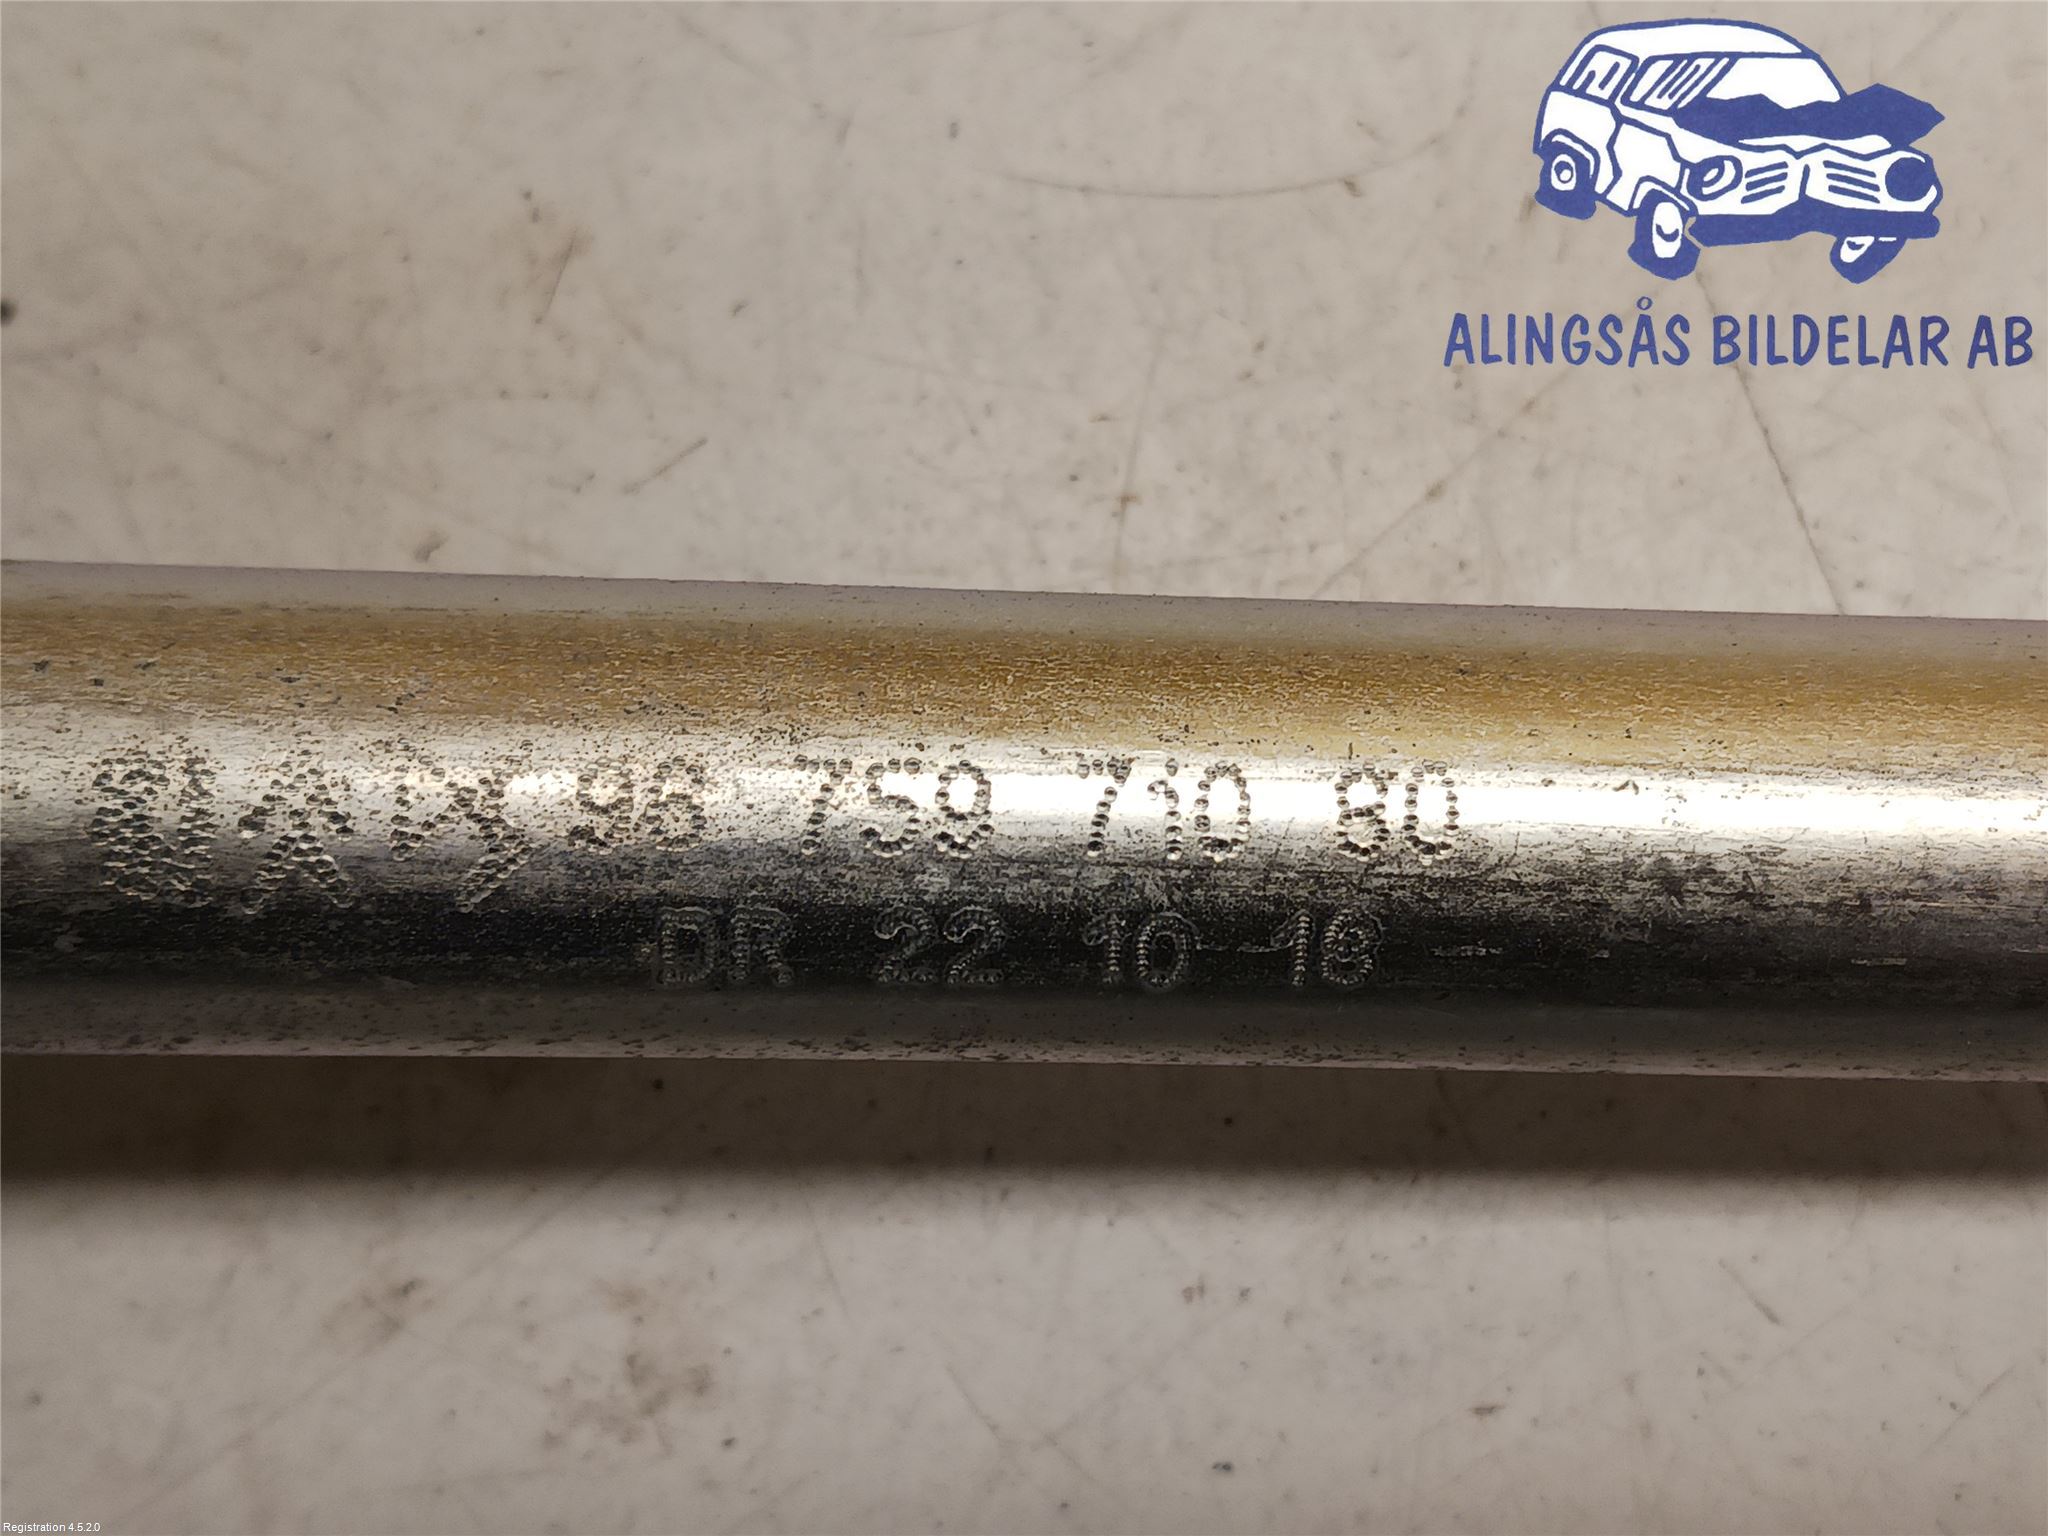 ALINGSÅS BILDELAR AB
96 759 710 80
DR 22 10 18
Registration 4.5.2.0